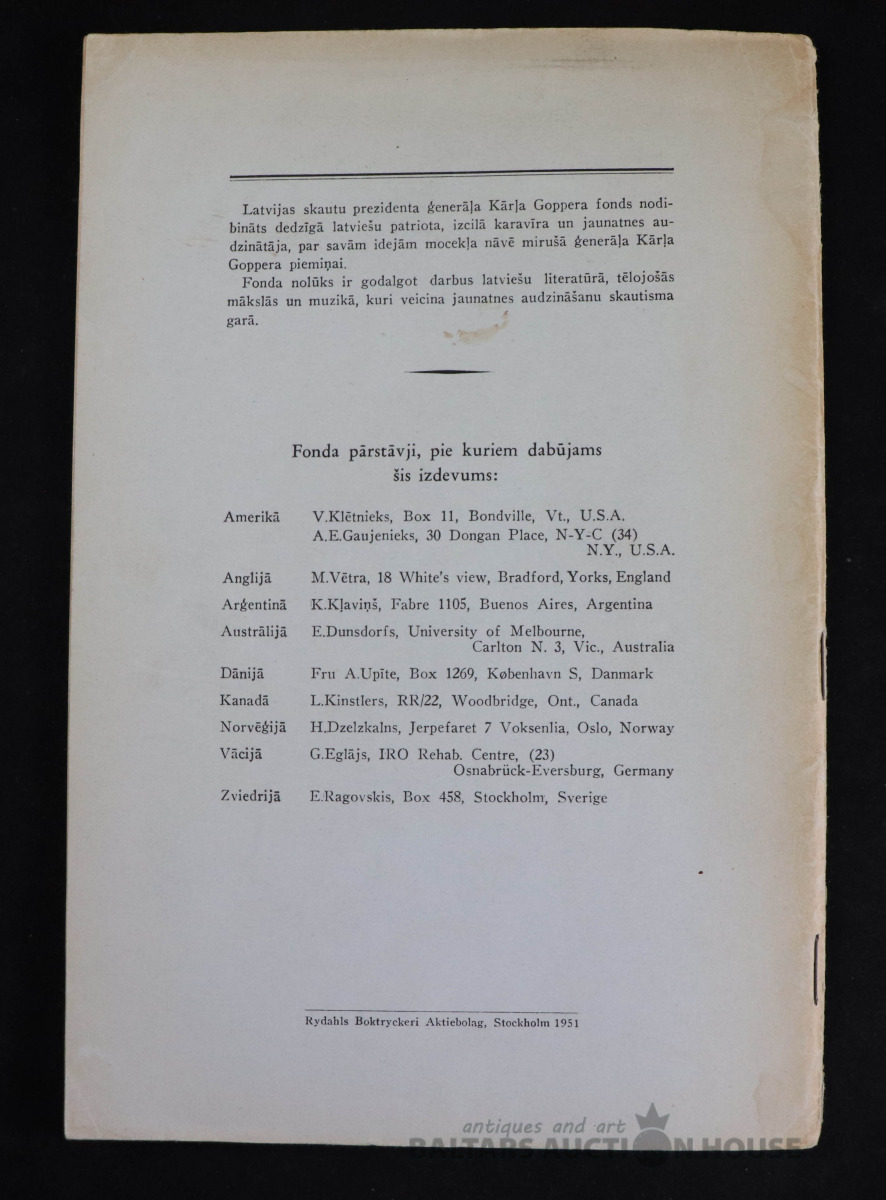 Latvijas skautu prezidenta ģenerāļa Kārļa Goppera fonds nodi-
bināts dedzīgā latviešu patriota, izcilā karavīra un jaunatnes au-
dzinātāja, par savām idejām mocekļa nāvē mirušā ģenerāļa Kārļa
Goppera piemiņai.
Fonda nolūks ir godalgot darbus latviešu literatūrā, tēlojošās
mākslās un muzikā, kuri veicina jaunatnes audzināšanu skautisma
garā.
Fonda pārstāvji, pie kuriem dabūjams
šis izdevums:
Amerikā V.Klētnieks, Box 11, Bondville, Vt., U.S.A.
A.E.Gaujenieks, 30 Dongan Place, N-Y-C (34)
N.Y., U.S.A.
Anglijā M.Vētra, 18 White's view, Bradford, Yorks, England
Arģentinā K.Kļaviņš, Fabre 1105, Buenos Aires, Argentina
Austrālijā E.Dunsdorfs, University of Melbourne,
Carlton N. 3, Vic., Australia
Dānijā Fru A.Upīte, Box 1269, København S, Danmark
Kanadā L.Kinstlers, RR/22, Woodbridge, Ont., Canada
Norvēģijā H.Dzelzkalns, Jerpefaret 7 Voksenlia, Oslo, Norway
Vācijā G.Eglājs, IRO Rehab. Centre, (23)
Osnabrück-Eversburg, Germany
Zviedrijā E.Ragovskis, Box 458, Stockholm, Sverige
Rydahls Boktryckeri Aktiebolag, Stockholm 1951
antiques and art
BALTARS AUCTION HOUSE